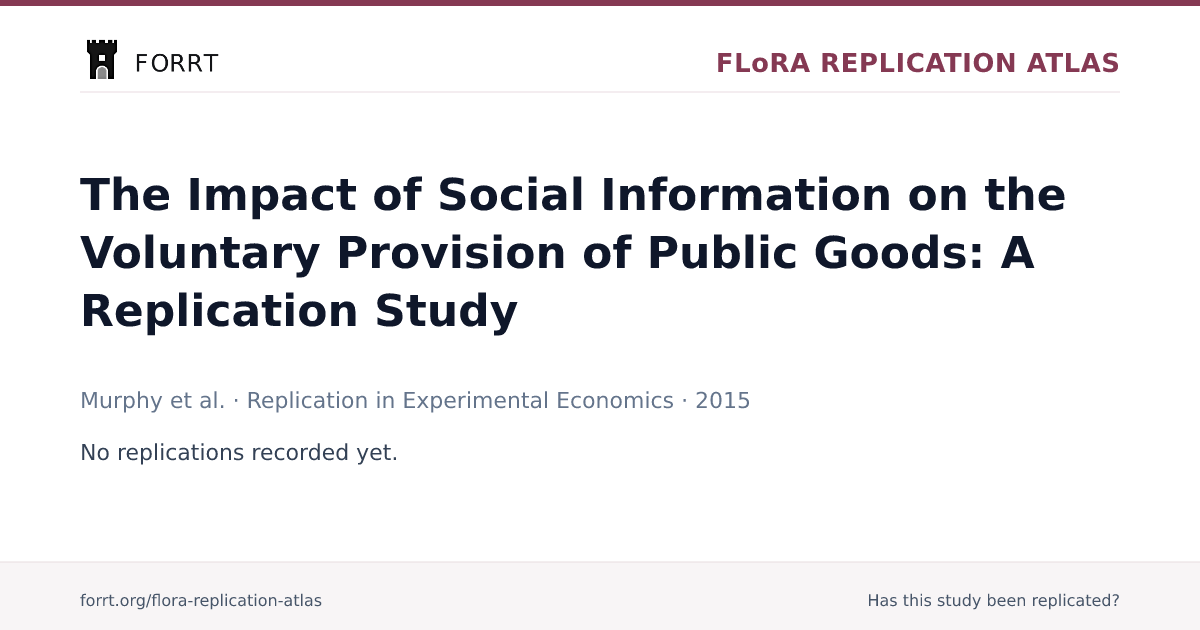 FORRT
FLoRA REPLICATION ATLAS
The Impact of Social Information on the
Voluntary Provision of Public Goods: A
Replication Study
Murphy et al. · Replication in Experimental Economics · 2015
No replications recorded yet.
forrt.org/flora-replication-atlas
Has this study been replicated?